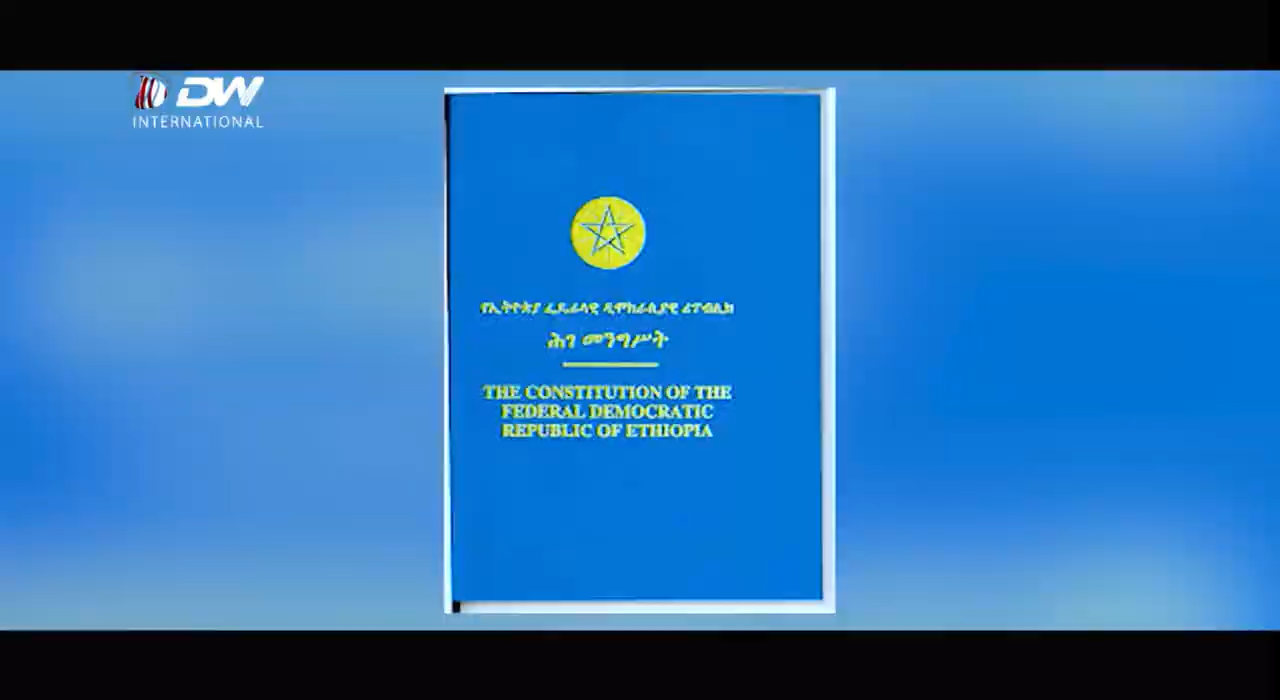 DW
INTERNATIONAL
የኢትዮጵያ ፌዴራላዊ ዲሞክራሲያዊ ሪፐብሊክ
ሕገ መንግሥት
THE CONSTITUTION OF THE
FEDERAL DEMOCRATIC
REPUBLIC OF ETHIOPIA